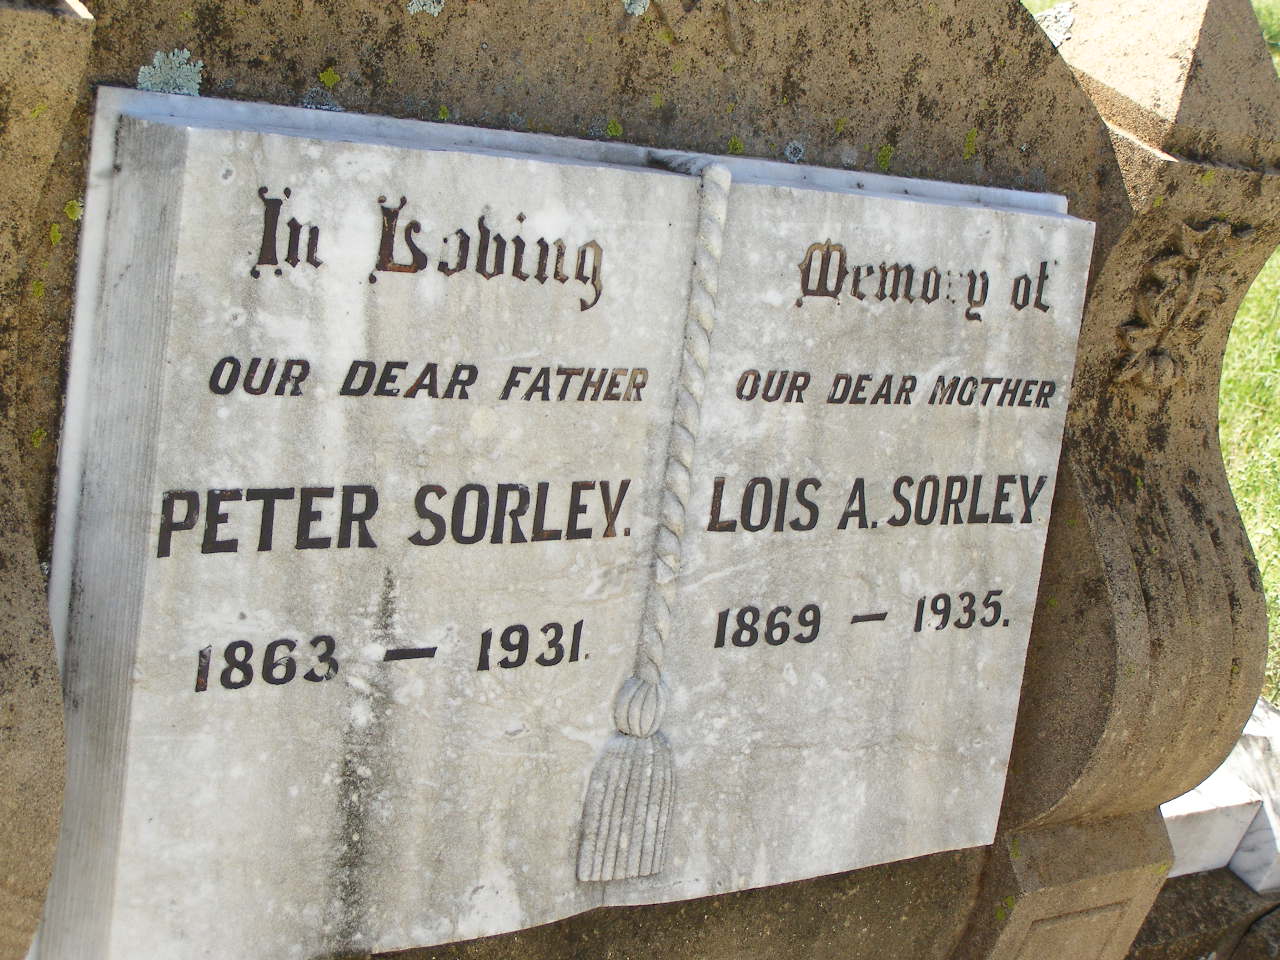 In Loving
OUR DEAR FATHER
PETER SORLEY.
1863 – 1931.
Memory of
OUR DEAR MOTHER
LOIS A. SORLEY
1869 – 1935.